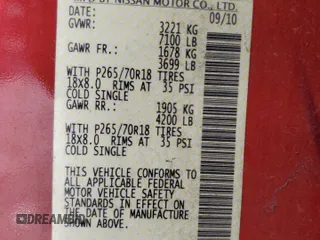 MFD BY NISSAN MOTOR CO., LTD.
DATE: 09/10
GVWR: 3221 KG
7100 LB
GAWR FR.: 1678 KG
3699 LB
WITH P265/70R18 TIRES
18X8.0 RIMS AT 35 PSI
COLD SINGLE
GAWR RR.: 1905 KG
4200 LB
WITH P265/70R18 TIRES
18X8.0 RIMS AT 35 PSI
COLD SINGLE
THIS VEHICLE CONFORMS TO
ALL APPLICABLE FEDERAL
MOTOR VEHICLE SAFETY
STANDARDS IN EFFECT ON
THE DATE OF MANUFACTURE
DREAMBID